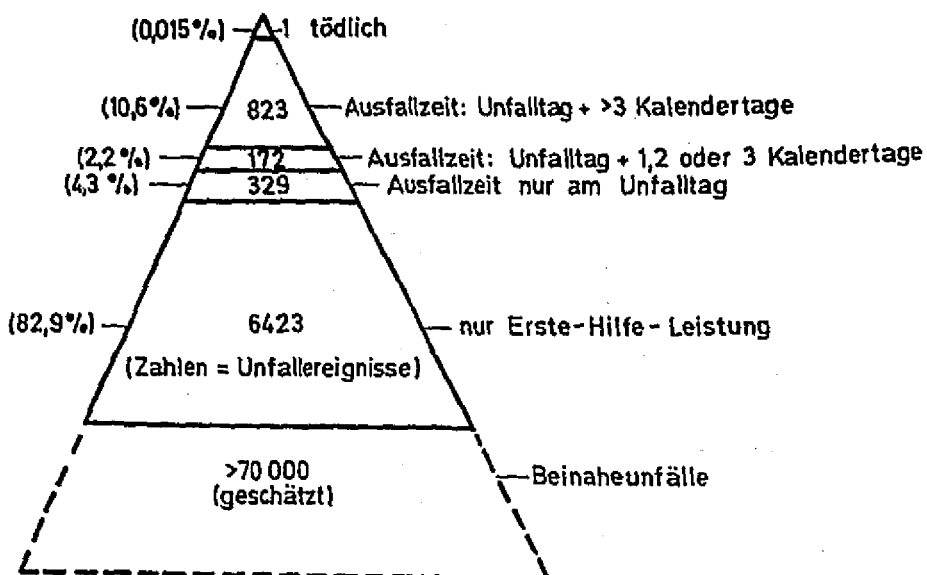 (0,015%) 1 tödlich
(10,6%) 823 Ausfallzeit: Unfalltag + >3 Kalendertage
(2,2%) 172 Ausfallzeit: Unfalltag + 1,2 oder 3 Kalendertage
(4,3 %) 329 Ausfallzeit nur am Unfalltag
(82,9%) 6423 nur Erste-Hilfe-Leistung
(Zahlen = Unfallereignisse)
>70 000 Beinaheunfälle
(geschätzt)